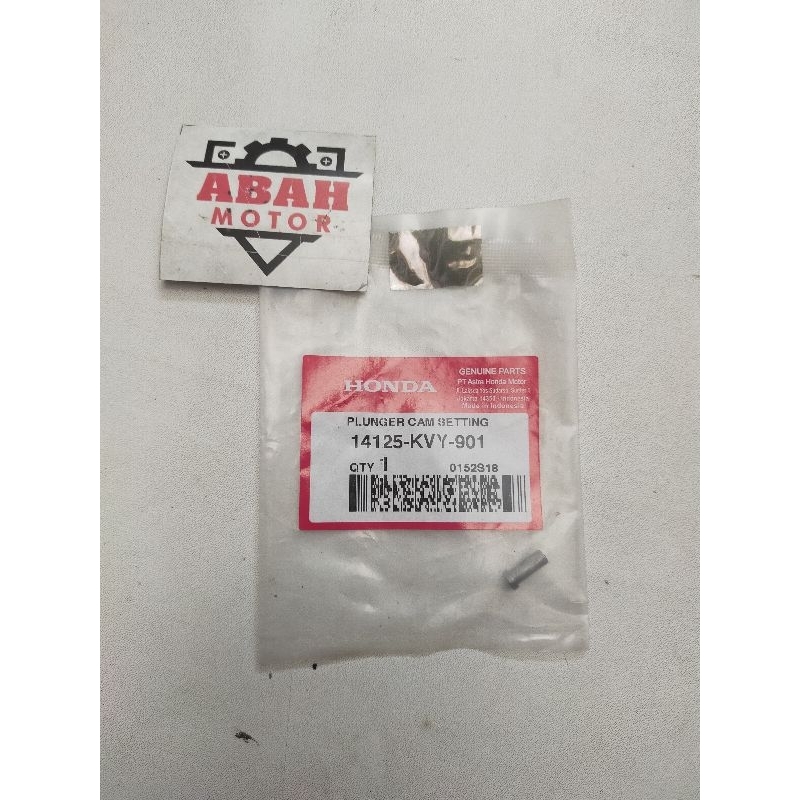 ABAH
MOTOR
HONDA
GENUINE PARTS
PT Astra Honda Motor
Made in Indonesia
PLUNGER CAM SETTING
14125-KVY-901
QTY 1
0152S18